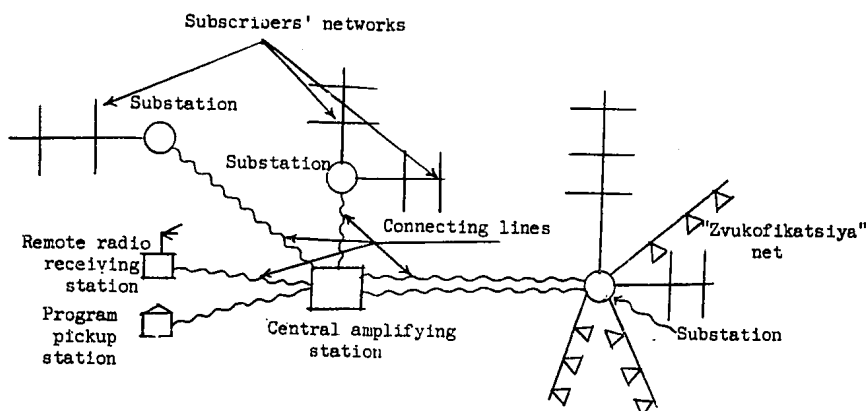 Subscribers' networks
Substation
Substation
Connecting lines
"Zvukofikatsiya"
net
Remote radio
receiving
station
Program
pickup
station
Central amplifying
station
Substation